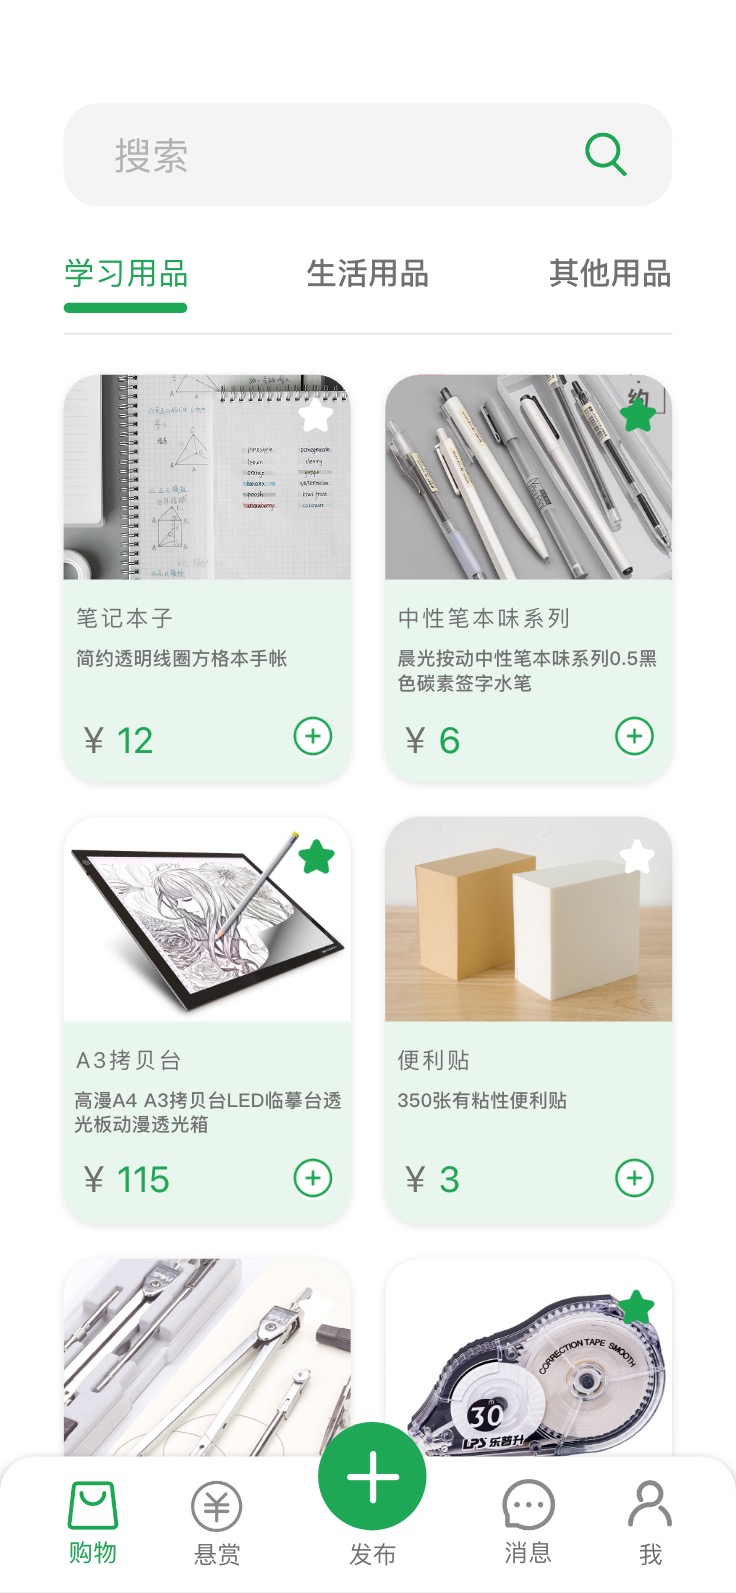 搜索
学习用品
生活用品
其他用品
约
笔记本子
简约透明线圈方格本手帐
¥ 12
中性笔本味系列
晨光按动中性笔本味系列0.5黑
色碳素签字水笔
¥ 6
A3拷贝台
高漫A4 A3拷贝台LED临摹台透
光板动漫透光箱
¥ 115
便利贴
350张有粘性便利贴
¥ 3
CORRECTION TAPE SMOOTH
30m
LPS 乐普升
购物
悬赏
发布
消息
我